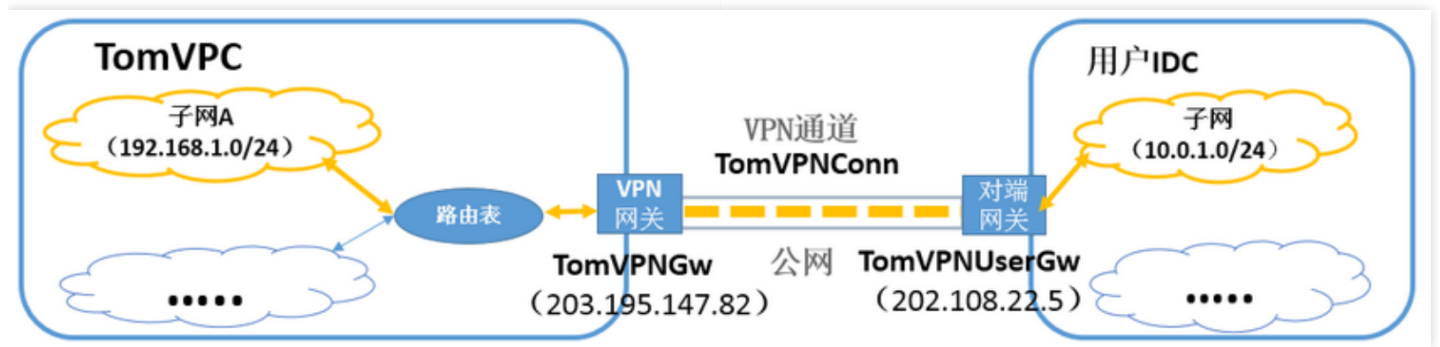 TomVPC
子网A
（192.168.1.0/24）
路由表
•••••
VPN
网关
TomVPNGw
（203.195.147.82）
VPN通道
TomVPNConn
公网
对端
网关
TomVPNUserGw
（202.108.22.5）
用户IDC
子网
（10.0.1.0/24）
•••••